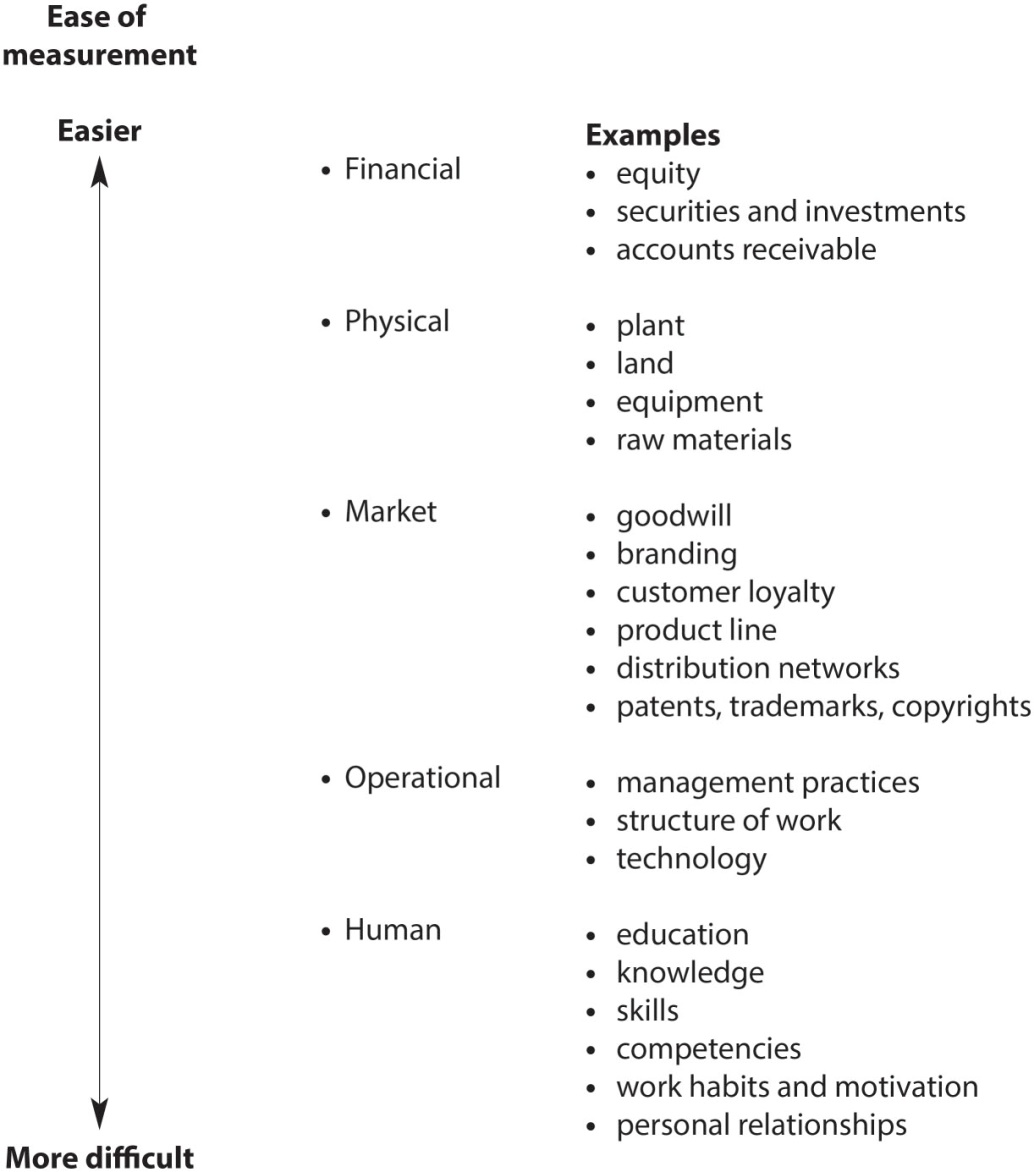 Ease of
measurement
Easier
Examples
• Financial
• equity
• securities and investments
• accounts receivable
• Physical
• plant
• land
• equipment
• raw materials
• Market
• goodwill
• branding
• customer loyalty
• product line
• distribution networks
• patents, trademarks, copyrights
• Operational
• management practices
• structure of work
• technology
• Human
• education
• knowledge
• skills
• competencies
• work habits and motivation
• personal relationships
More difficult